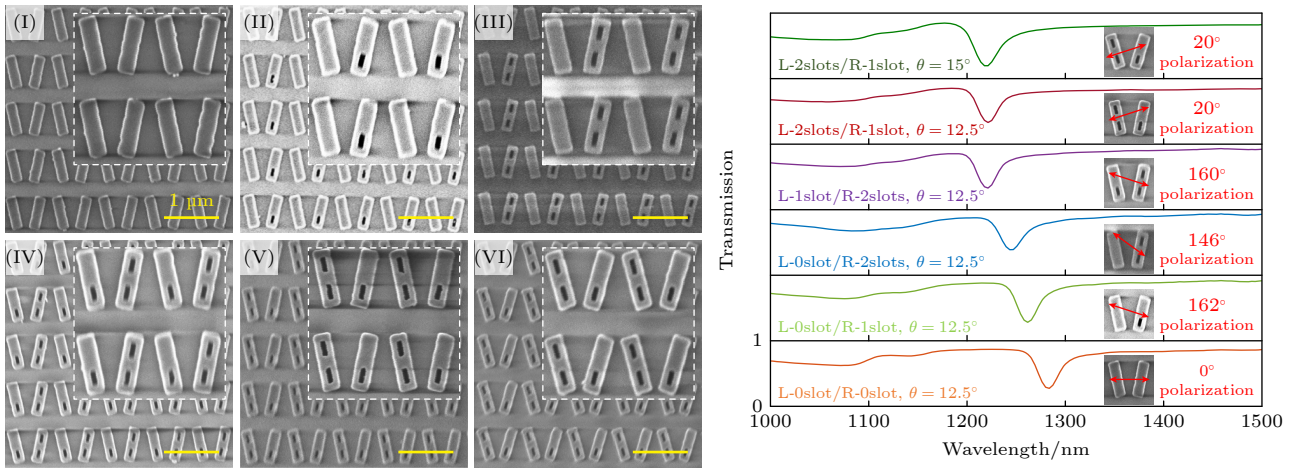 (I)
(II)
(III)
1 μm
(IV)
(V)
(VI)
Transmission
L-2slots/R-1slot, θ = 15°
20°
polarization
L-2slots/R-1slot, θ = 12.5°
20°
polarization
L-1slot/R-2slots, θ = 12.5°
160°
polarization
L-0slot/R-2slots, θ = 12.5°
146°
polarization
L-0slot/R-1slot, θ = 12.5°
162°
polarization
1
L-0slot/R-0slot, θ = 12.5°
0°
polarization
0
1000 1100 1200 1300 1400 1500
Wavelength/nm